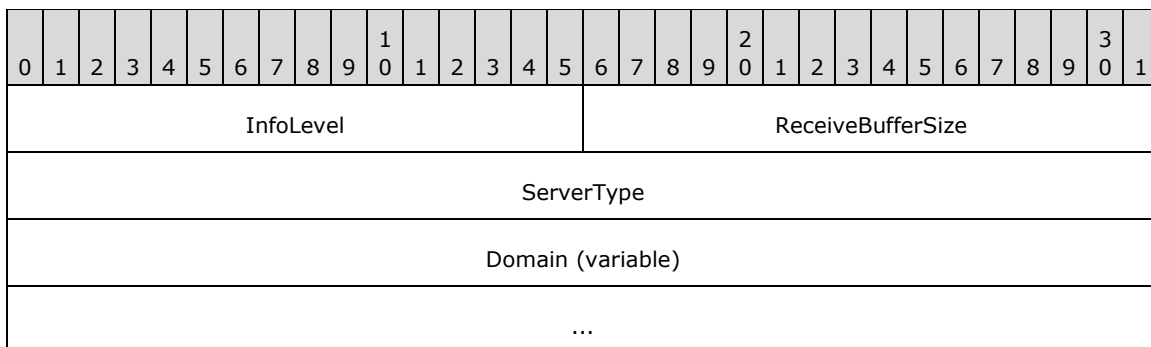 1 2 3
0 1 2 3 4 5 6 7 8 9 0 1 2 3 4 5 6 7 8 9 0 1 2 3 4 5 6 7 8 9 0 1
InfoLevel ReceiveBufferSize
ServerType
Domain (variable)
...